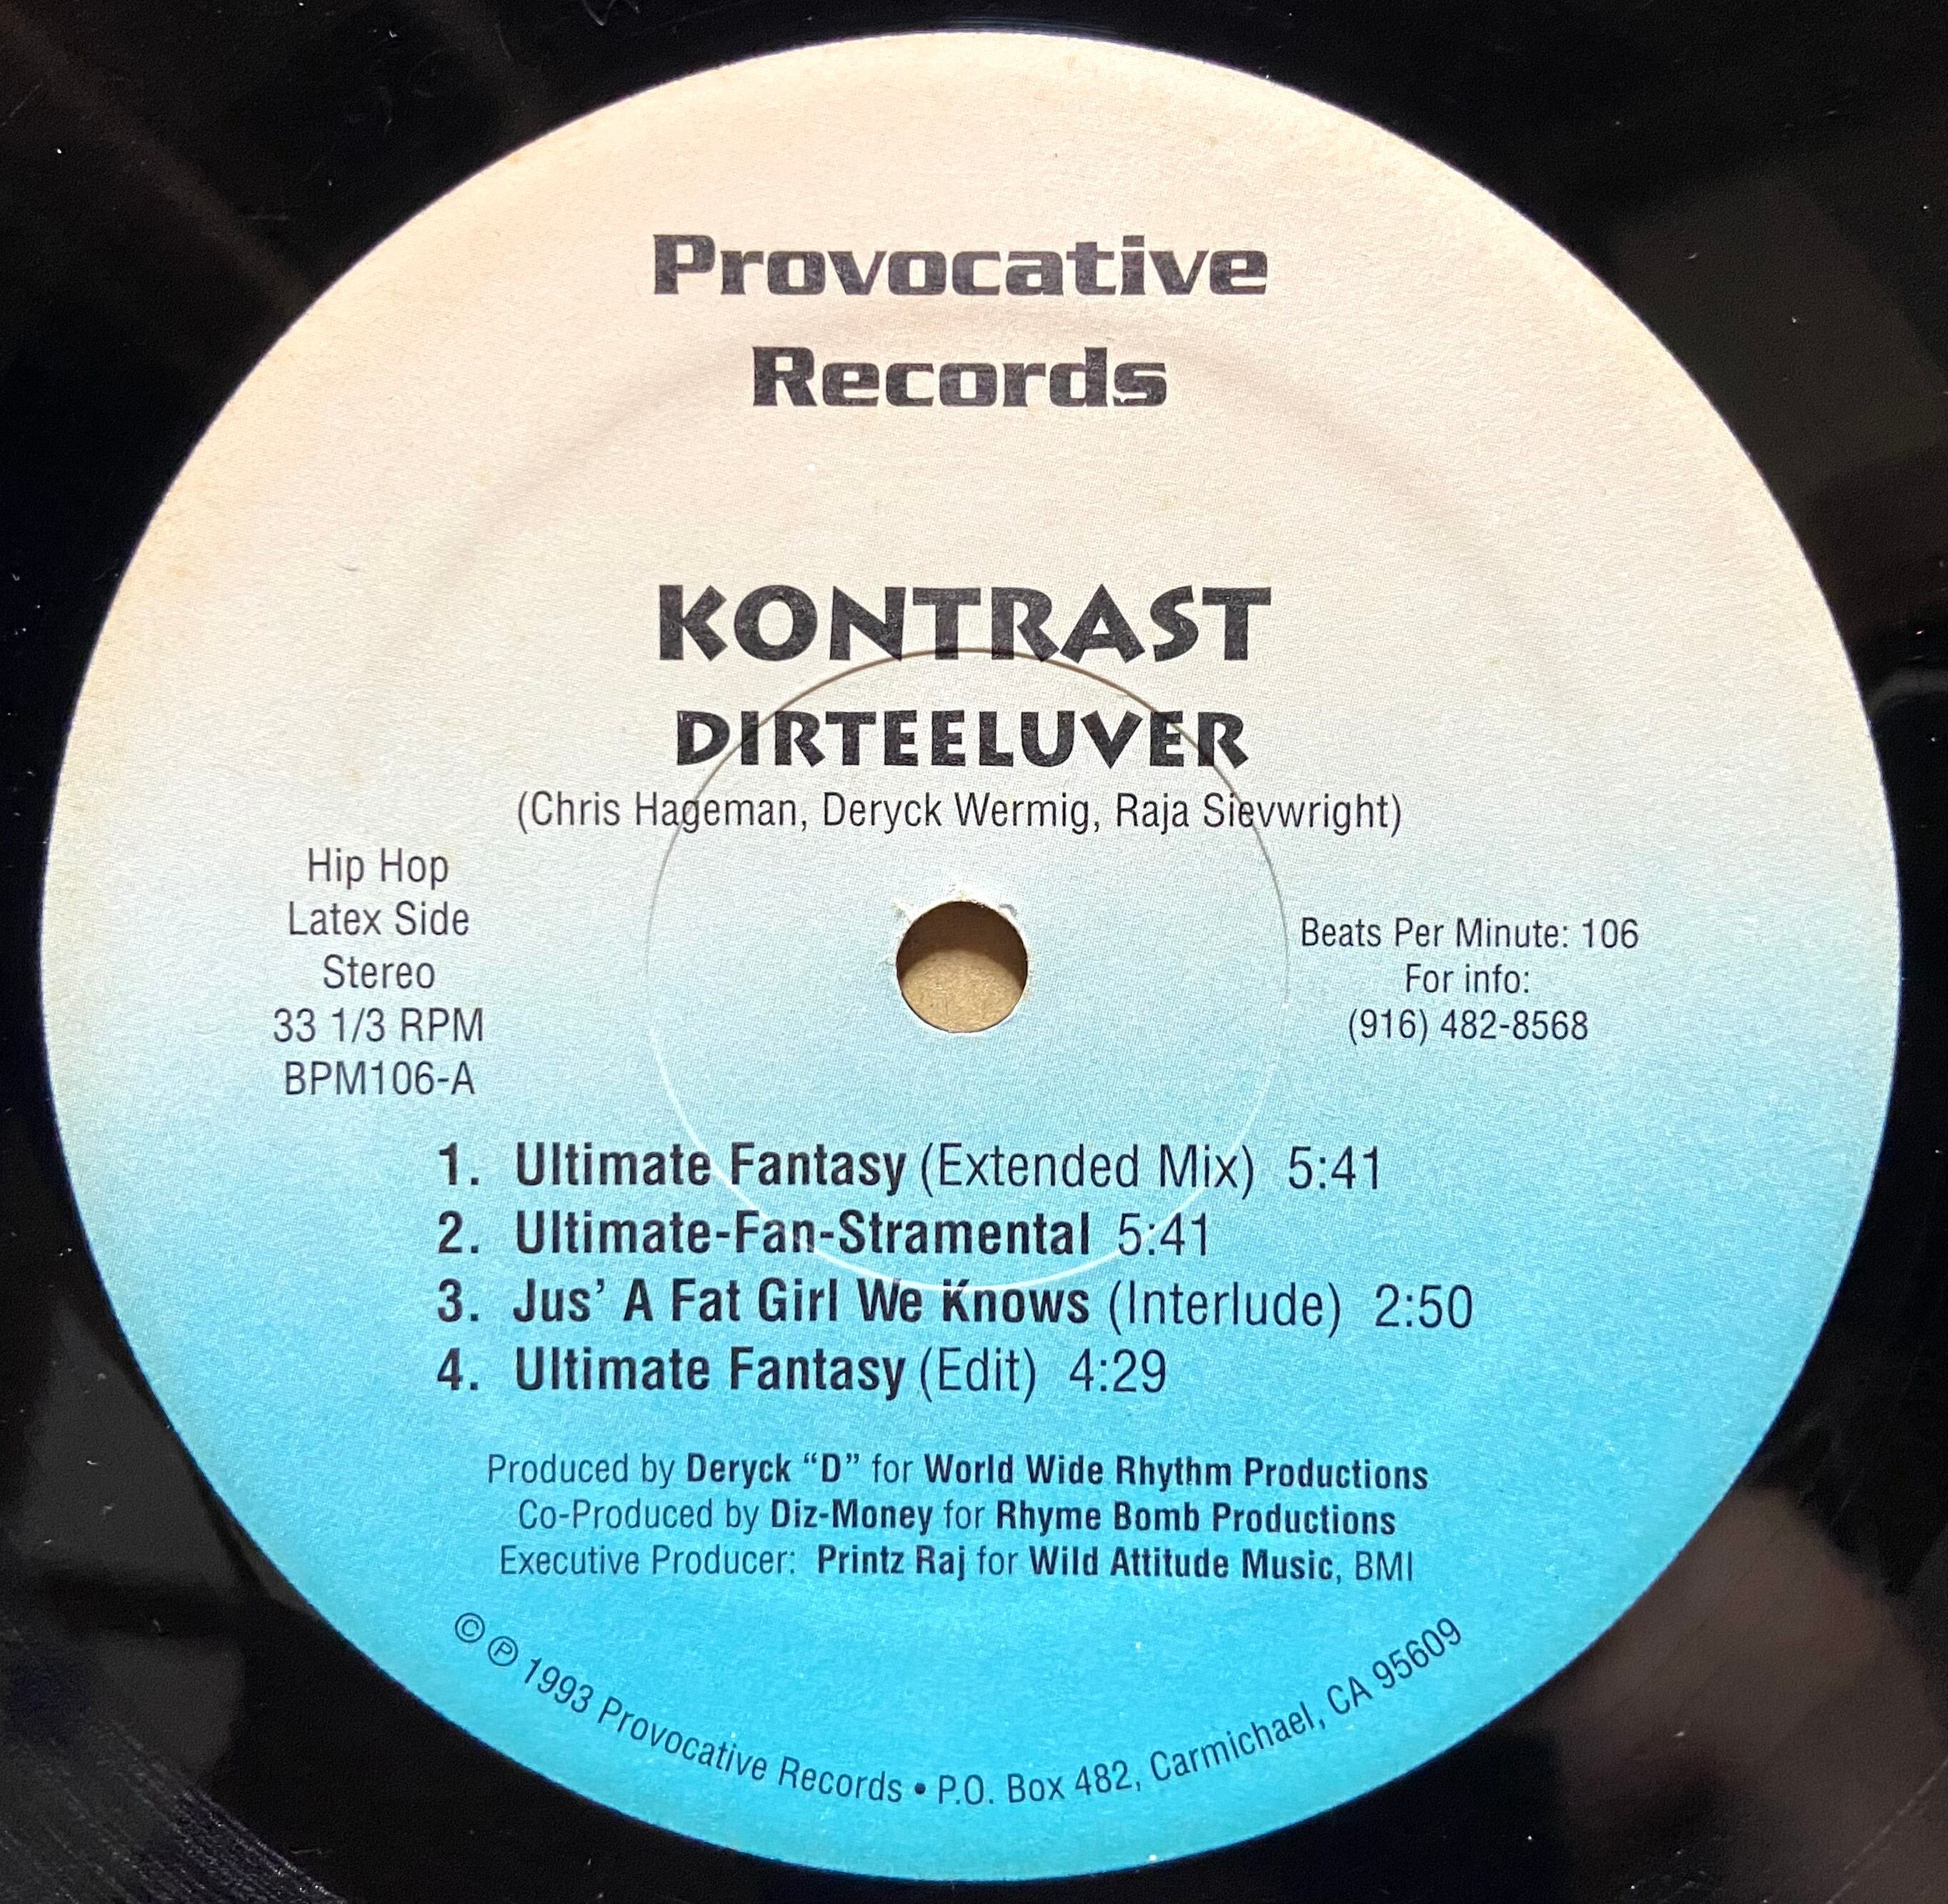 Provocative
Records
KONTRAST
DIRTEELUVER
(Chris Hageman, Deryck Wermig, Raja Sievwright)
Hip Hop
Latex Side
Stereo
33 1/3 RPM
BPM106-A
Beats Per Minute: 106
For info:
(916) 482-8568
1. Ultimate Fantasy (Extended Mix) 5:41
2. Ultimate-Fan-Stramental 5:41
3. Jus’ A Fat Girl We Knows (Interlude) 2:50
4. Ultimate Fantasy (Edit) 4:29
Produced by Deryck “D” for World Wide Rhythm Productions
Co-Produced by Diz-Money for Rhyme Bomb Productions
Executive Producer: Printz Raj for Wild Attitude Music, BMI
© ℗ 1993 Provocative Records • P.O. Box 482, Carmichael, CA 95609